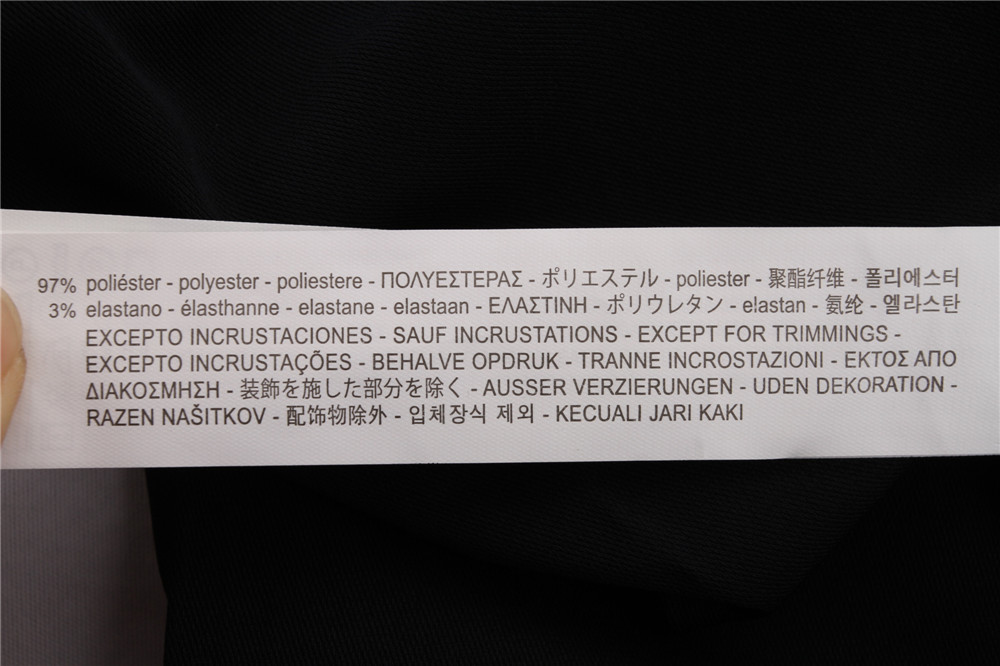 97% poliéster - polyester - poliestere - ΠΟΛΥΕΣΤΕΡΑΣ - ポリエステル - poliester - 聚酯纤维 - 폴리에스터
3% elastano - élasthanne - elastane - elastaan - ΕΛΑΣΤΙΝΗ - ポリウレタン - elastan - 氨纶 - 엘라스탄
EXCEPTO INCRUSTACIONES - SAUF INCRUSTATIONS - EXCEPT FOR TRIMMINGS -
EXCEPTO INCRUSTAÇÕES - BEHALVE OPDRUK - TRANNE INCROSTAZIONI - ΕΚΤΟΣ ΑΠΟ
ΔΙΑΚΟΣΜΗΣΗ - 装飾を施した部分を除く - AUSSER VERZIERUNGEN - UDEN DEKORATION -
RAZEN NAŠITKOV - 配饰物除外 - 입체장식 제외 - KECUALI JARI KAKI